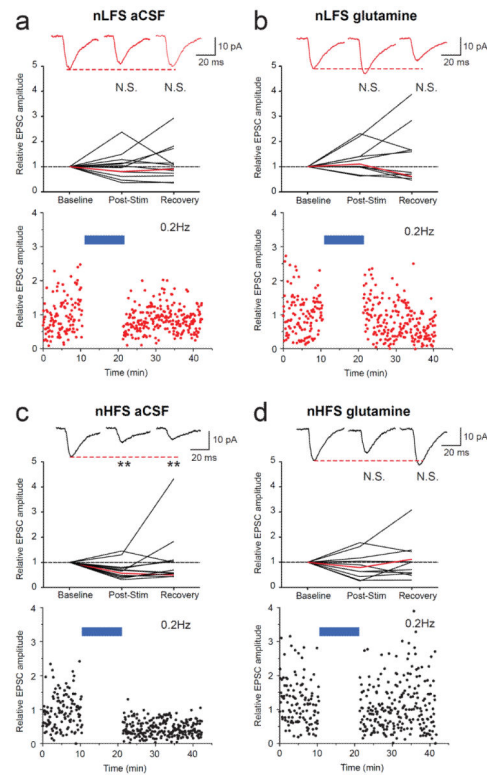 a
nLFS aCSF
10 pA
20 ms
N.S.
N.S.
Relative EPSC amplitude
5
4
3
2
1
0
Baseline
Post-Stim
Recovery
Relative EPSC amplitude
4
3
2
1
0
0.2Hz
0
10
20
30
40
Time (min)
b
nLFS glutamine
10 pA
20 ms
N.S.
N.S.
Relative EPSC amplitude
5
4
3
2
1
0
Baseline
Post-Stim
Recovery
Relative EPSC amplitude
4
3
2
1
0
0.2Hz
0
10
20
30
40
Time (min)
c
nHFS aCSF
10 pA
20 ms
**
**
Relative EPSC amplitude
5
4
3
2
1
0
Baseline
Post-Stim
Recovery
Relative EPSC amplitude
4
3
2
1
0
0.2Hz
0
10
20
30
40
Time (min)
d
nHFS glutamine
10 pA
20 ms
N.S.
N.S.
Relative EPSC amplitude
5
4
3
2
1
0
Baseline
Post-Stim
Recovery
Relative EPSC amplitude
4
3
2
1
0
0.2Hz
0
10
20
30
40
Time (min)